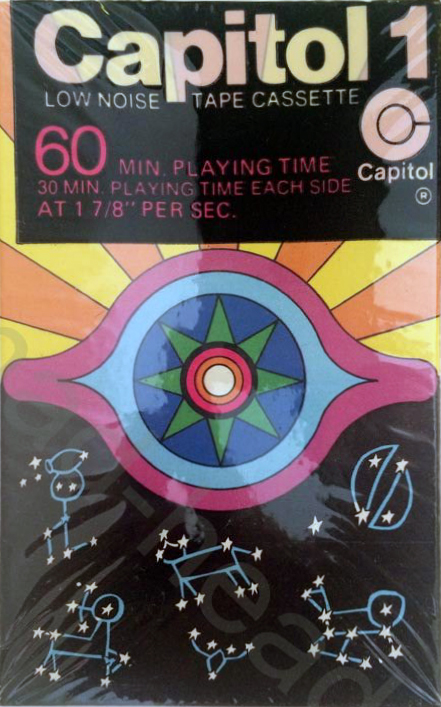 Capitol 1
LOW NOISE TAPE CASSETTE
60 MIN. PLAYING TIME
Capitol
®
30 MIN. PLAYING TIME EACH SIDE
AT 1 7/8" PER SEC.